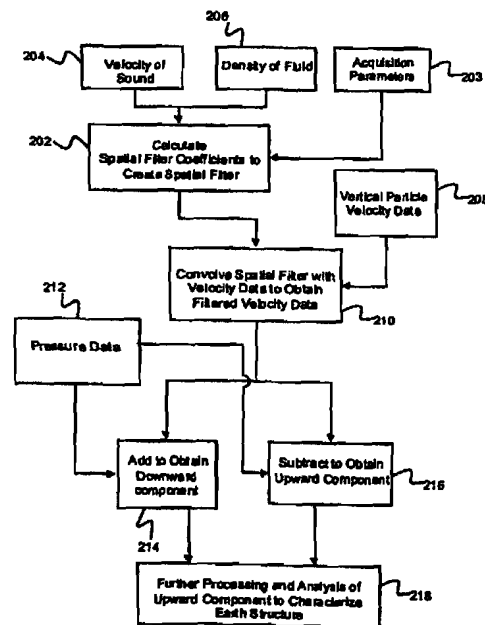 206
204
Velocity of
Sound
Density of Fluid
Acquisition
Parameters
203
202
Calculate
Spatial Filter Coefficients to
Create Spatial Filter
Vertical Particle
Velocity Data
208
Convolve Spatial Filter with
Velocity Data to Obtain
Filtered Velocity Data
210
212
Pressure Data
Add to Obtain
Downward
component
214
Subtract to Obtain
Upward Component
216
Further Processing and Analysis of
Upward Component to Characterize
Earth Structure
218